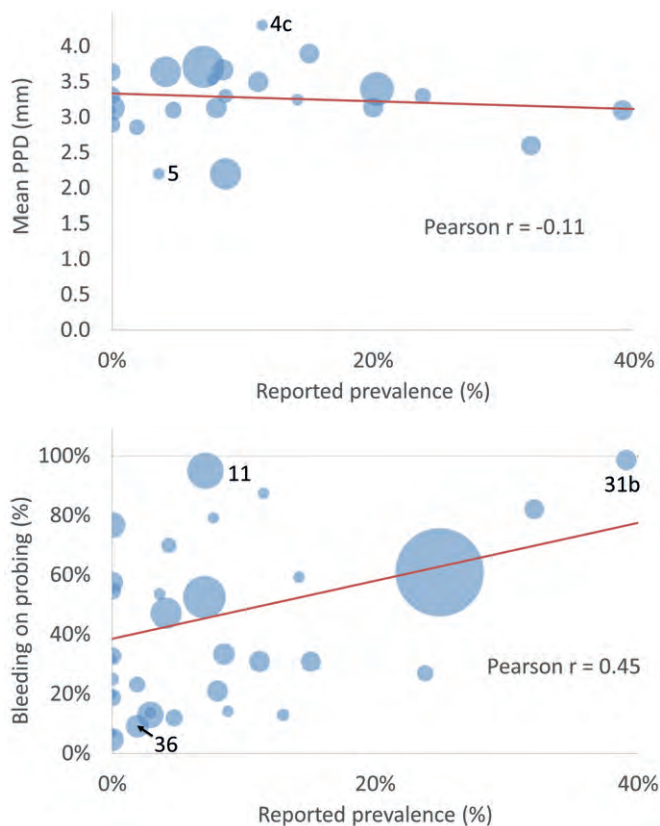 4c
4.0
3.5
3.0
2.5
2.0
1.5
1.0
0.5
0.0
Mean PPD (mm)
5
Pearson r = -0.11
0% 20% 40%
Reported prevalence (%)
100%
80%
60%
40%
20%
0%
Bleeding on probing (%)
11
31b
Pearson r = 0.45
36
0% 20% 40%
Reported prevalence (%)